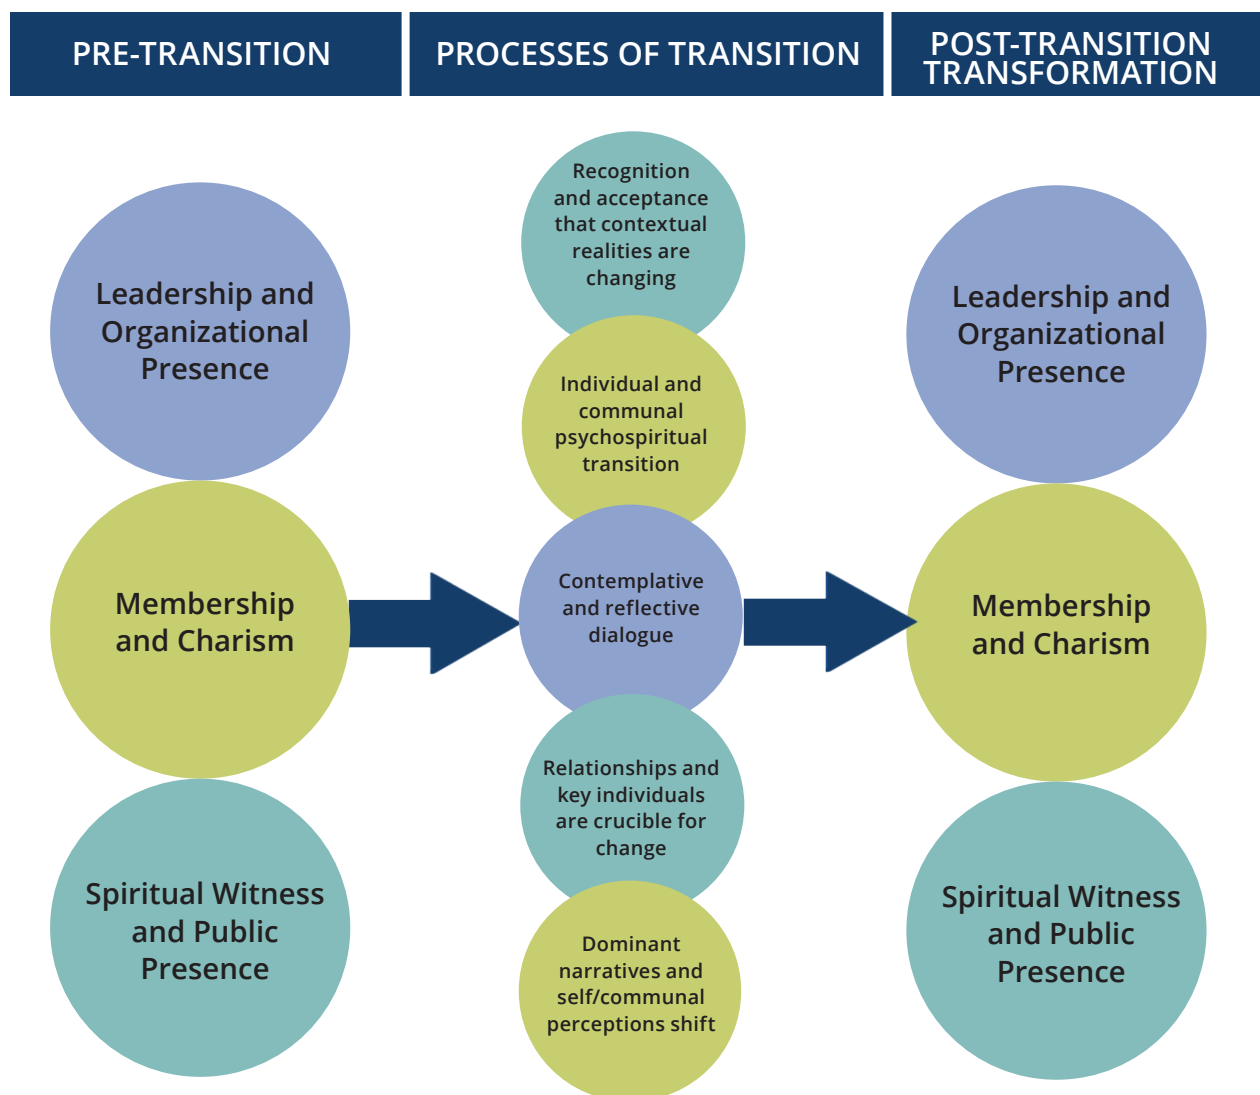 PRE-TRANSITION
PROCESSES OF TRANSITION
POST-TRANSITION
TRANSFORMATION
Leadership and
Organizational
Presence
Membership
and Charism
Spiritual Witness
and Public
Presence
Recognition
and acceptance
that contextual
realities are
changing
Individual and
communal
psychospiritual
transition
Contemplative
and reflective
dialogue
Relationships and
key individuals
are crucible for
change
Dominant
narratives and
self/communal
perceptions shift
Leadership and
Organizational
Presence
Membership
and Charism
Spiritual Witness
and Public
Presence